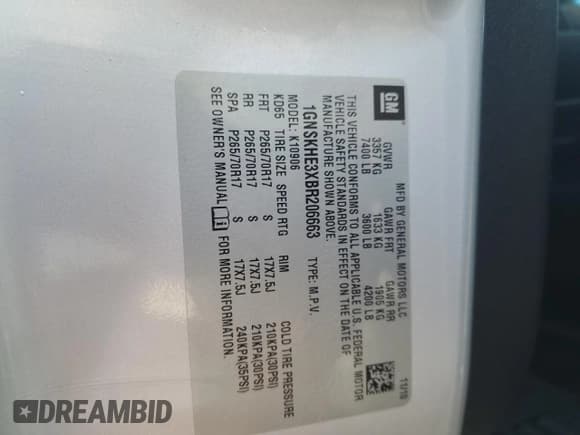 GM
MFD BY GENERAL MOTORS LLC
11/10
GVWR GAWR FRT GAWR RR
3357 KG 1633 KG 1905 KG
7400 LB 3600 LB 4200 LB
THIS VEHICLE CONFORMS TO ALL APPLICABLE U.S. FEDERAL MOTOR
VEHICLE SAFETY STANDARDS IN EFFECT ON THE DATE OF
MANUFACTURE SHOWN ABOVE.
1GNSKHE3XBR206663 TYPE: M.P.V.
MODEL: K10906
KD65 TIRE SIZE SPEED RTG RIM COLD TIRE PRESSURE
FRT P265/70R17 S 17X7.5J 210KPA(30PSI)
RR P265/70R17 S 17X7.5J 210KPA(30PSI)
SPA P265/70R17 S 17X7.5J 240KPA(35PSI)
SEE OWNER'S MANUAL FOR MORE INFORMATION.
DREAMBID